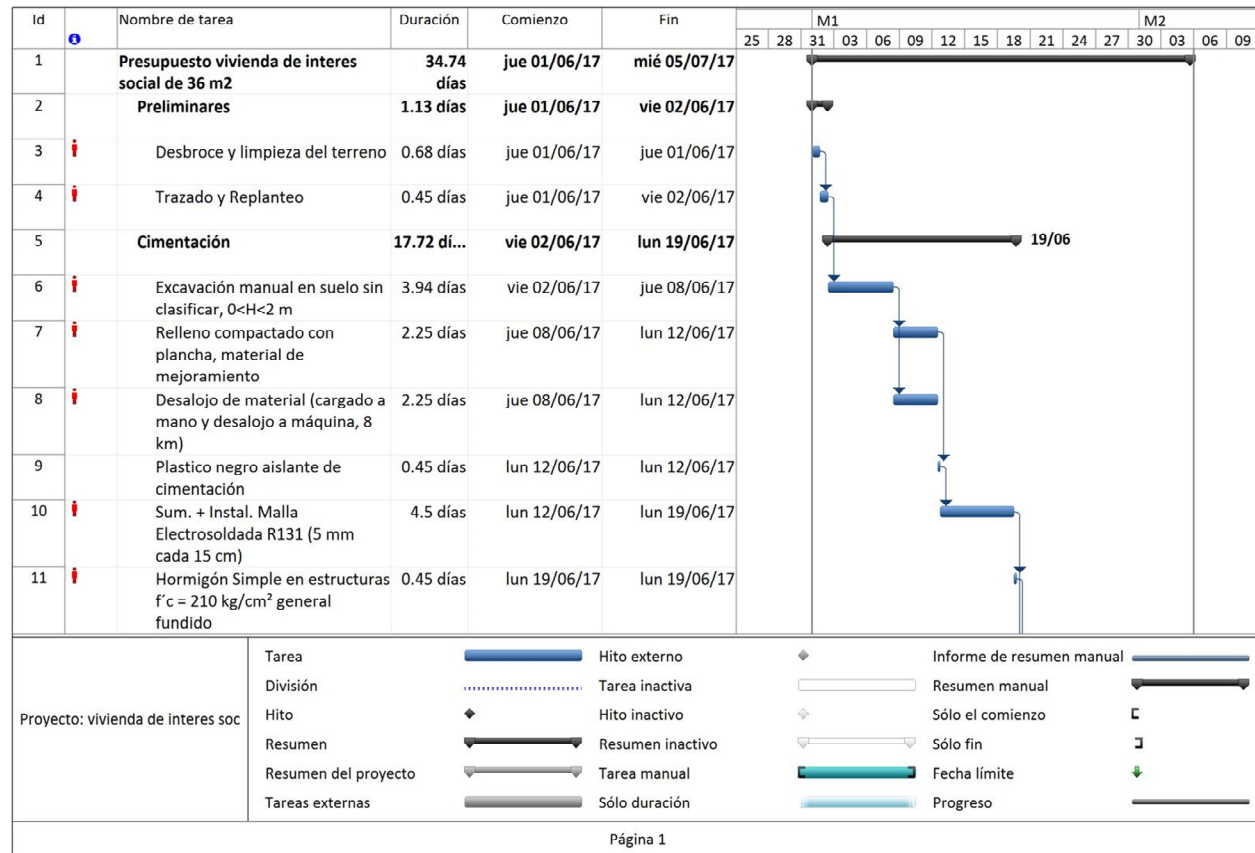 Id
Nombre de tarea
Duración
Comienzo
Fin
M1
M2
25 28 31 03 06 09 12 15 18 21 24 27 30 03 06 09
1 Presupuesto vivienda de interes 34.74 jue 01/06/17 mié 05/07/17
social de 36 m2 días
2 Preliminares 1.13 días jue 01/06/17 vie 02/06/17
3 Desbroce y limpieza del terreno 0.68 días jue 01/06/17 jue 01/06/17
4 Trazado y Replanteo 0.45 días jue 01/06/17 vie 02/06/17
5 Cimentación 17.72 dí... vie 02/06/17 lun 19/06/17 19/06
6 Excavación manual en suelo sin 3.94 días vie 02/06/17 jue 08/06/17
clasificar, 0<H<2 m
7 Relleno compactado con 2.25 días jue 08/06/17 lun 12/06/17
plancha, material de
mejoramiento
8 Desalojo de material (cargado a 2.25 días jue 08/06/17 lun 12/06/17
mano y desalojo a máquina, 8
km)
9 Plastico negro aislante de 0.45 días lun 12/06/17 lun 12/06/17
cimentación
10 Sum. + Instal. Malla 4.5 días lun 12/06/17 lun 19/06/17
Electrosoldada R131 (5 mm
cada 15 cm)
11 Hormigón Simple en estructuras 0.45 días lun 19/06/17 lun 19/06/17
f´c = 210 kg/cm² general
fundido
Proyecto: vivienda de interes soc
Tarea
División
Hito
Resumen
Resumen del proyecto
Tareas externas
Hito externo
Tarea inactiva
Hito inactivo
Resumen inactivo
Tarea manual
Sólo duración
Informe de resumen manual
Resumen manual
Sólo el comienzo
Sólo fin
Fecha límite
Progreso
Página 1